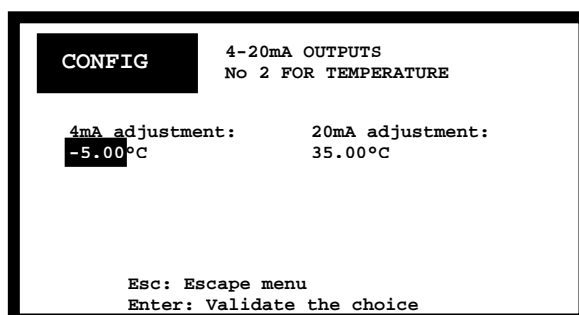 CONFIG
4-20mA OUTPUTS
No 2 FOR TEMPERATURE
4mA adjustment: 20mA adjustment:
-5.00°C 35.00°C
Esc: Escape menu
Enter: Validate the choice